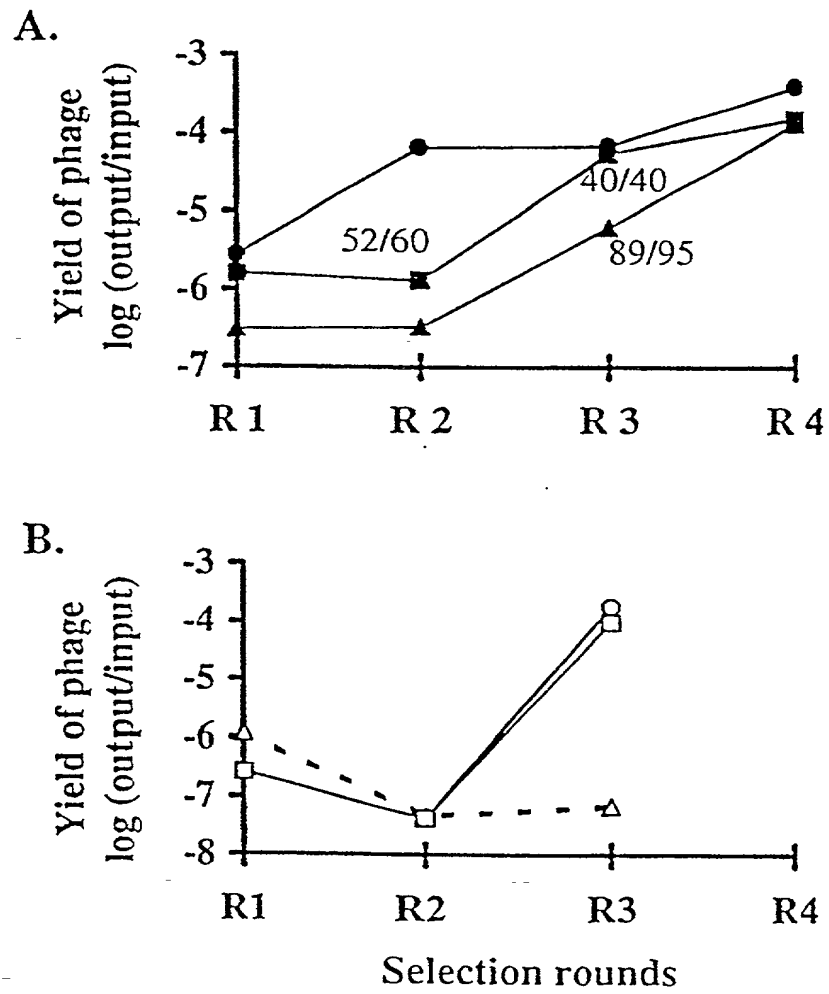 A.
Yield of phage
log (output/input)
-3
-4
-5
-6
-7
52/60
40/40
89/95
R 1 R 2 R 3 R 4
B.
Yield of phage
log (output/input)
-3
-4
-5
-6
-7
-8
R1 R2 R3 R4
Selection rounds